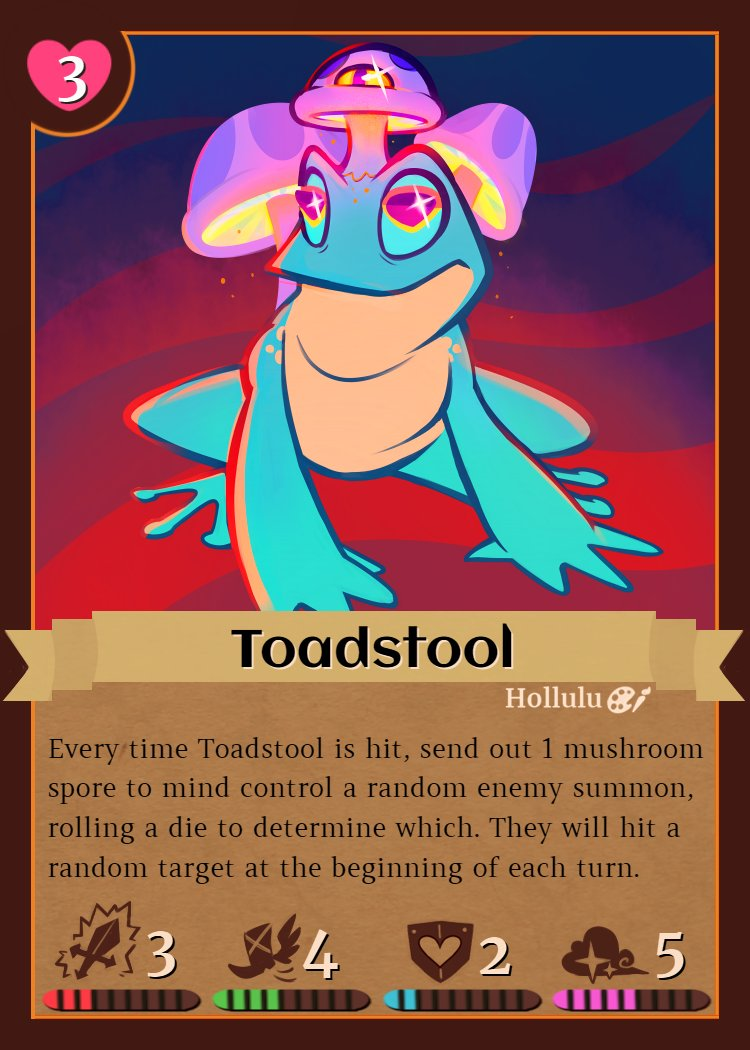 3
Toadstool
Hollulu
Every time Toadstool is hit, send out 1 mushroom
spore to mind control a random enemy summon,
rolling a die to determine which. They will hit a
random target at the beginning of each turn.
3 4 2 5